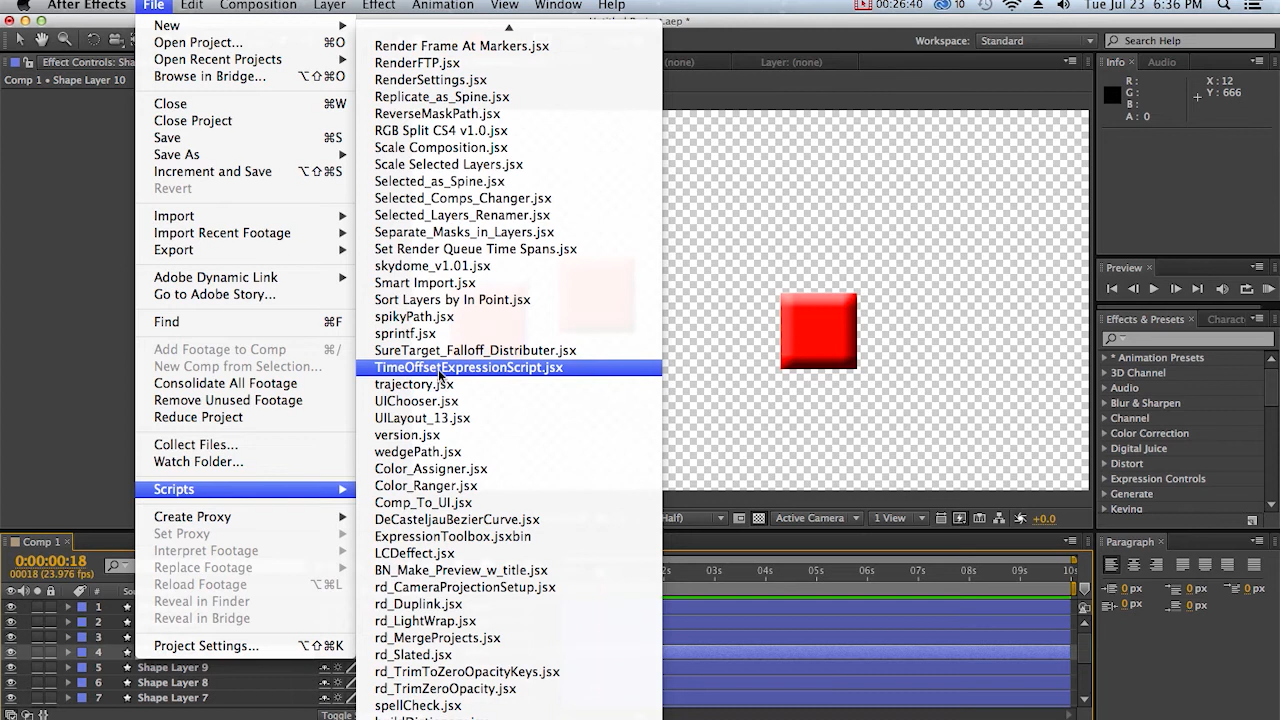 After Effects File Edit Composition Layer Effect Animation View Window Help 00:26:40 10 Tue Jul 23 6:36 PM
Workspace: Standard Search Help
Effect Controls: Sha
(none) Layer: (none)
Info Audio
Comp 1 • Shape Layer 10
R :
G :
B :
A : 0
X : 12
Y : 666
New
Open Project... ⌘O
Open Recent Projects
Browse in Bridge... ⌥⇧⌘O
Close ⌘W
Close Project
Save ⌘S
Save As
Increment and Save ⌥⇧⌘S
Revert
Import
Import Recent Footage
Export
Adobe Dynamic Link
Go to Adobe Story...
Find ⌘F
Add Footage to Comp ⌘/
New Comp from Selection...
Consolidate All Footage
Remove Unused Footage
Reduce Project
Collect Files...
Watch Folder...
Scripts
Create Proxy
Set Proxy
Interpret Footage
Replace Footage
Reload Footage ⌥⌘L
Reveal in Finder
Reveal in Bridge
Project Settings... ⌥⇧⌘K
Render Frame At Markers.jsx
RenderFTP.jsx
RenderSettings.jsx
Replicate_as_Spine.jsx
ReverseMaskPath.jsx
RGB Split CS4 v1.0.jsx
Scale Composition.jsx
Scale Selected Layers.jsx
Selected_as_Spine.jsx
Selected_Comps_Changer.jsx
Selected_Layers_Renamer.jsx
Separate_Masks_in_Layers.jsx
Set Render Queue Time Spans.jsx
skydome_v1.01.jsx
Smart Import.jsx
Sort Layers by In Point.jsx
spikyPath.jsx
sprintf.jsx
SureTarget_Falloff_Distributer.jsx
TimeOffsetExpressionScript.jsx
trajectory.jsx
UIChooser.jsx
UILayout_13.jsx
version.jsx
wedgePath.jsx
Color_Assigner.jsx
Color_Ranger.jsx
Comp_To_UI.jsx
DeCasteljauBezierCurve.jsx
ExpressionToolbox.jsxbin
LCDeffect.jsx
BN_Make_Preview_w_title.jsx
rd_CameraProjectionSetup.jsx
rd_Duplink.jsx
rd_LightWrap.jsx
rd_MergeProjects.jsx
rd_Slated.jsx
rd_TrimToZeroOpacityKeys.jsx
rd_TrimZeroOpacity.jsx
spellCheck.jsx
Preview
Effects & Presets Charact
* Animation Presets
3D Channel
Audio
Blur & Sharpen
Channel
Color Correction
Digital Juice
Distort
Expression Controls
Generate
Keying
Half) Active Camera 1 View +0.0
Comp 1
0:00:00:18
00018 (23.976 fps)
2s 03s 04s 05s 06s 07s 08s 09s 10s
# So
1
2
3
4
5 Shape Layer 9
6 Shape Layer 8
7 Shape Layer 7
Toggle
Paragraph
0 px 0 px 0 px
0 px 0 px